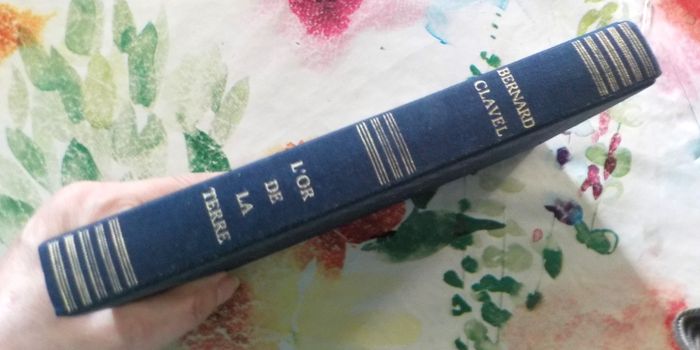 BERNARD
CLAVEL
L'OR
DE
LA
TERRE